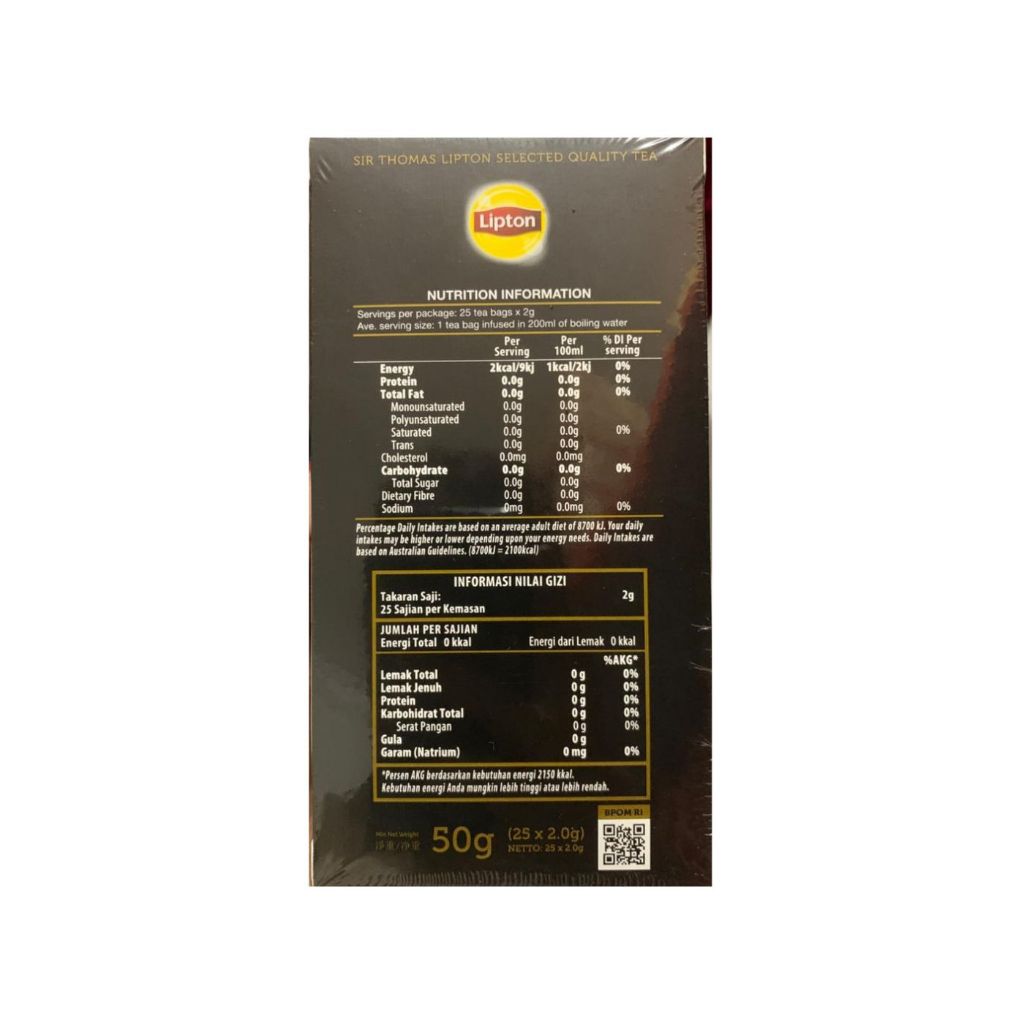 SIR THOMAS LIPTON SELECTED QUALITY TEA
Lipton
NUTRITION INFORMATION
Servings per package: 25 tea bags x 2g
Ave. serving size: 1 tea bag infused in 200ml of boiling water
Per Serving Per 100ml % DI Per serving
Energy 2kcal/9kj 1kcal/2kj 0%
Protein 0.0g 0.0g 0%
Total Fat 0.0g 0.0g 0%
Monounsaturated 0.0g 0.0g
Polyunsaturated 0.0g 0.0g
Saturated 0.0g 0.0g 0%
Trans 0.0g 0.0g
Cholesterol 0.0mg 0.0mg
Carbohydrate 0.0g 0.0g 0%
Total Sugar 0.0g 0.0g
Dietary Fibre 0.0g 0.0g
Sodium 0mg 0.0mg 0%
Percentage Daily Intakes are based on an average adult diet of 8700 kJ. Your daily
intakes may be higher or lower depending upon your energy needs. Daily Intakes are
based on Australian Guidelines. (8700kJ = 2100kcal)
INFORMASI NILAI GIZI
Takaran Saji: 2g
25 Sajian per Kemasan
JUMLAH PER SAJIAN
Energi Total 0 kkal Energi dari Lemak 0 kkal
%AKG*
Lemak Total 0 g 0%
Lemak Jenuh 0 g 0%
Protein 0 g 0%
Karbohidrat Total 0 g 0%
Serat Pangan 0 g 0%
Gula 0 g
Garam (Natrium) 0 mg 0%
*Persen AKG berdasarkan kebutuhan energi 2150 kkal.
Kebutuhan energi Anda mungkin lebih tinggi atau lebih rendah.
BPOM RI
Min Net Weight
淨重/净重
50g
(25 x 2.0g)
NETTO: 25 x 2.0g